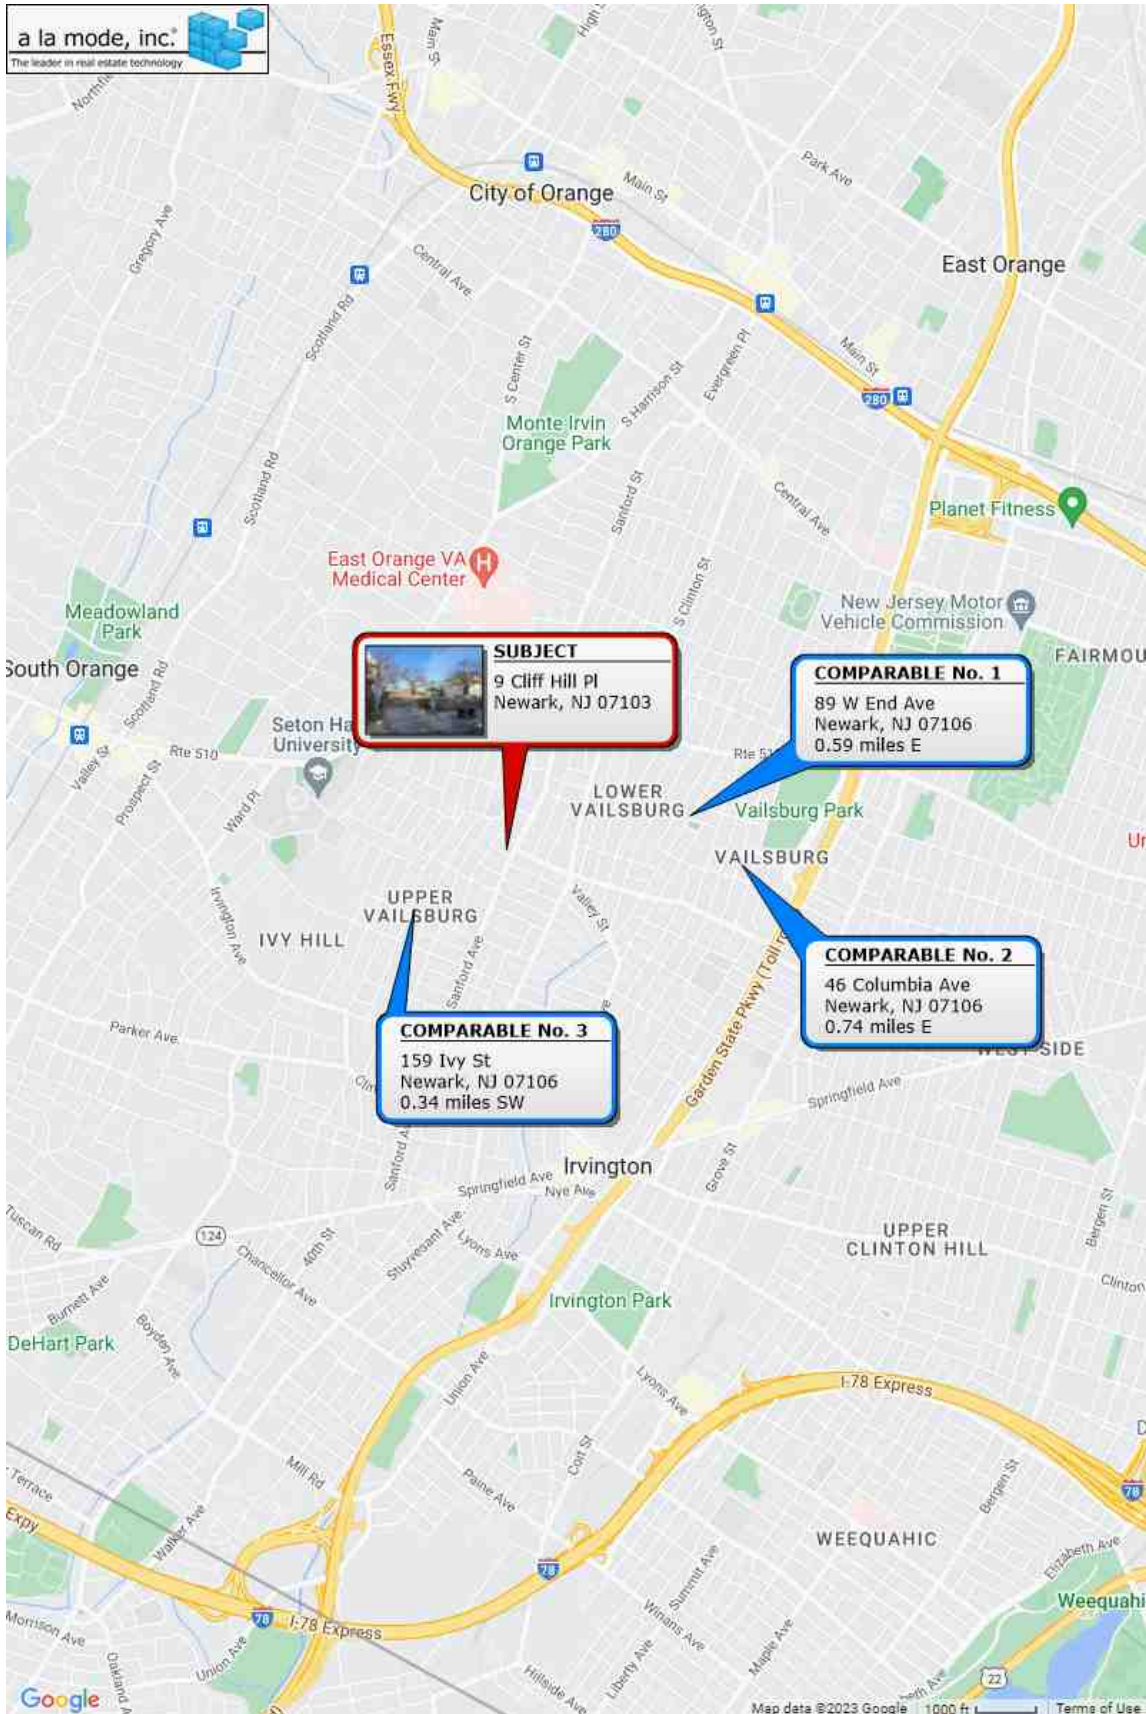 a la mode, inc.
The leader in real estate technology
Essex Fwy
Main St
Park Ave
City of Orange
Main St
280
Gregory Ave
Central Ave
East Orange
Scotland Rd
S Center St
Evergreen Pl
Main St
S Harrison St
280
Monte Irvin
Orange Park
Scotland Rd
Sanford St
Central Ave
Planet Fitness
East Orange VA
Medical Center
S Clinton St
New Jersey Motor
Vehicle Commission
Meadowland
Park
South Orange
Scotland Rd
SUBJECT
9 Cliff Hill Pl
Newark, NJ 07103
COMPARABLE No. 1
89 W End Ave
Newark, NJ 07106
0.59 miles E
FAIRMOU
Seton Ha
University
Valley St
Rte 510
Prospect St
Ward Pl
LOWER
VAILSBURG
Vailsburg Park
VAILSBURG
Irvington Ave
UPPER
VAILSBURG
Valley St
IVY HILL
Sanford Ave
COMPARABLE No. 2
46 Columbia Ave
Newark, NJ 07106
0.74 miles E
Garden State Pkwy (Toll ro
Parker Ave
COMPARABLE No. 3
159 Ivy St
Newark, NJ 07106
0.34 miles SW
Springfield Ave
Irvington
Grove St
Springfield Ave
Nye Ave
Bergen St
Tuscan Rd
124
40th St
Stuyvesant Ave
Lyons Ave
UPPER
CLINTON HILL
Chancellor Ave
Clinton
Burnett Ave
Irvington Park
Boyden Ave
DeHart Park
Union Ave
Lyons Ave
I-78 Express
Coit St
Mill Rd
Paine Ave
Bergen St
Terrace
78
Expy
Walker Ave
WEEQUAHIC
Elizabeth Ave
78
Summit Ave
Weequahi
78
I-78 Express
Winans Ave
Morrison Ave
Maple Ave
Union Ave
Liberty Ave
Oakland A
Hillside Ave
22
Google
Map data ©2023 Google
1000 ft
Terms of Use